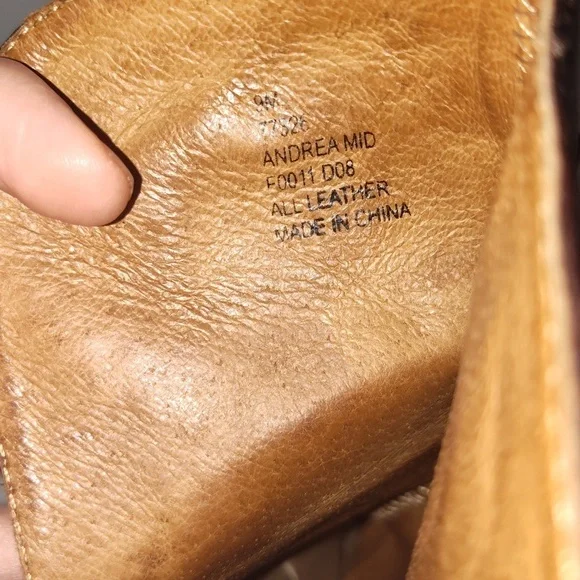 9M
77526
ANDREA MID
F0011 D08
ALL LEATHER
MADE IN CHINA